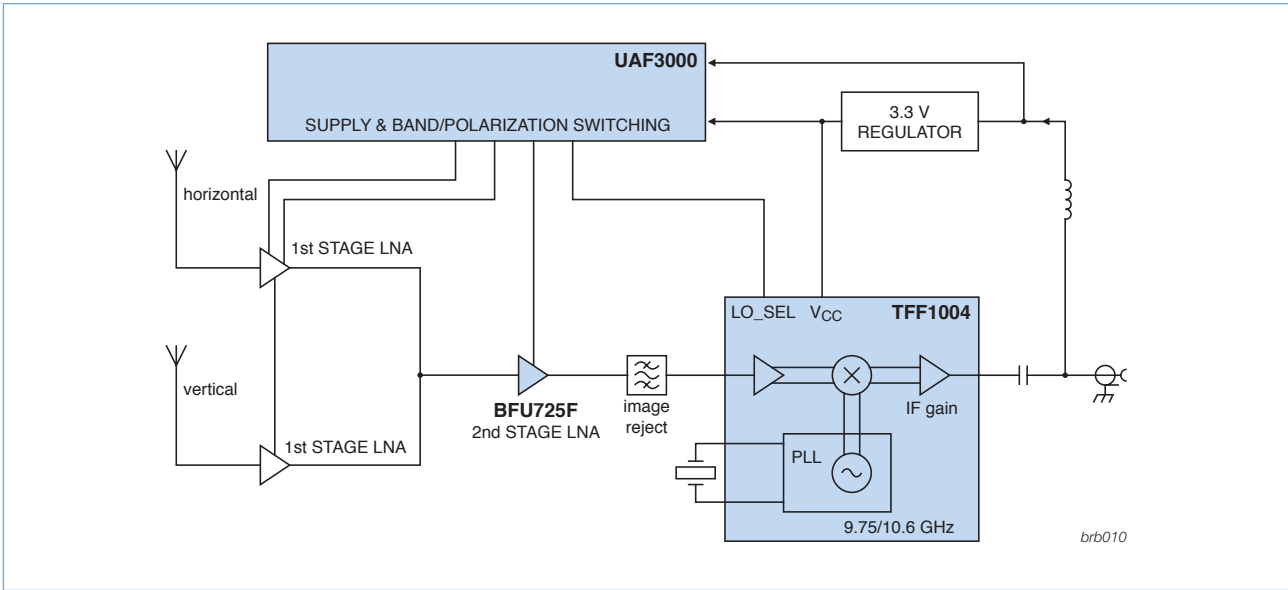 UAF3000
SUPPLY & BAND/POLARIZATION SWITCHING
3.3 V
REGULATOR
horizontal
1st STAGE LNA
vertical
1st STAGE LNA
BFU725F
2nd STAGE LNA
image
reject
LO_SEL
VCC
TFF1004
IF gain
PLL
9.75/10.6 GHz
brb010